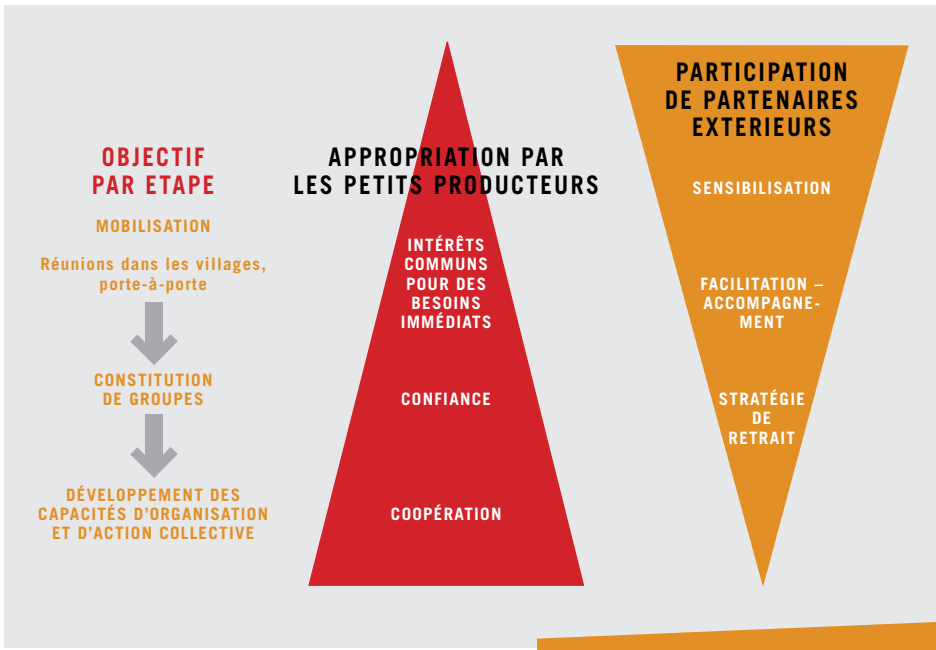 OBJECTIF
PAR ETAPE
MOBILISATION
Réunions dans les villages,
porte-à-porte
CONSTITUTION
DE GROUPES
DÉVELOPPEMENT DES
CAPACITÉS D'ORGANISATION
ET D'ACTION COLLECTIVE
APPROPRIATION PAR
LES PETITS PRODUCTEURS
INTÉRÊTS
COMMUNS
POUR DES
BESOINS
IMMÉDIATS
CONFIANCE
COOPÉRATION
PARTICIPATION
DE PARTENAIRES
EXTERIEURS
SENSIBILISATION
FACILITATION –
ACCOMPAGNE-
MENT
STRATÉGIE
DE
RETRAIT